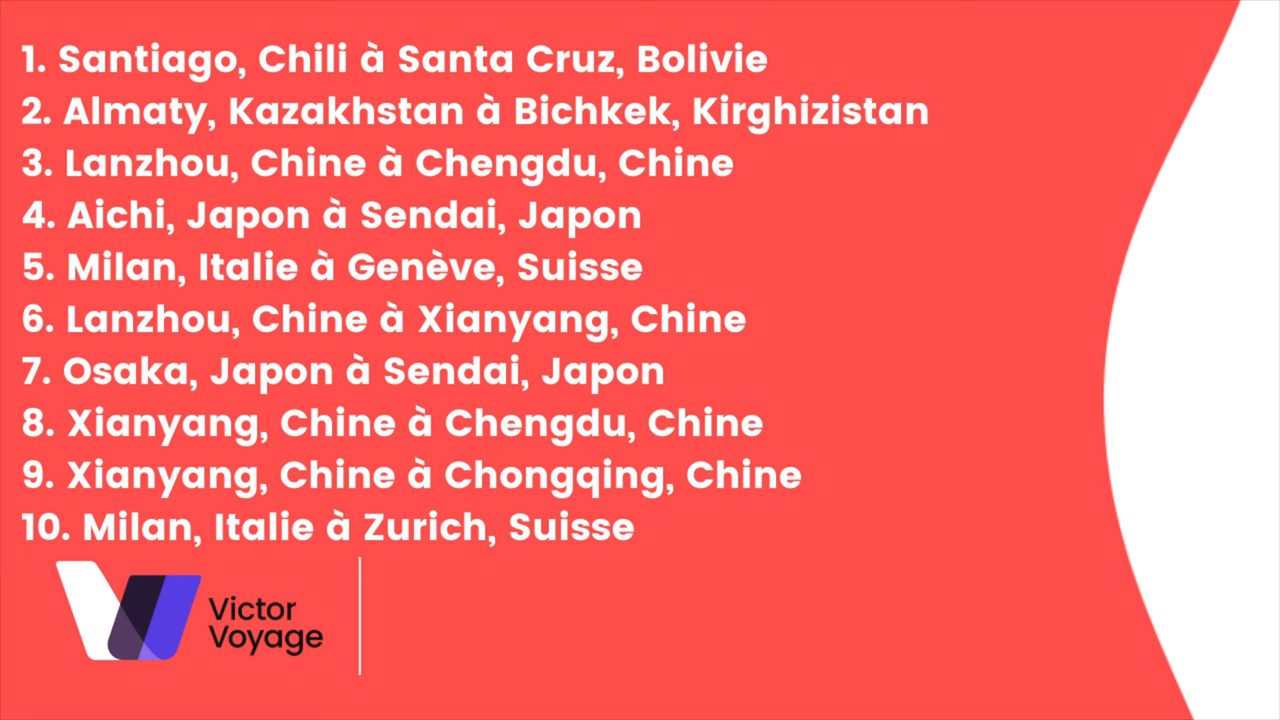 1. Santiago, Chili à Santa Cruz, Bolivie
2. Almaty, Kazakhstan à Bichkek, Kirghizistan
3. Lanzhou, Chine à Chengdu, Chine
4. Aichi, Japon à Sendai, Japon
5. Milan, Italie à Genève, Suisse
6. Lanzhou, Chine à Xianyang, Chine
7. Osaka, Japon à Sendai, Japon
8. Xianyang, Chine à Chengdu, Chine
9. Xianyang, Chine à Chongqing, Chine
10. Milan, Italie à Zurich, Suisse
Victor
Voyage